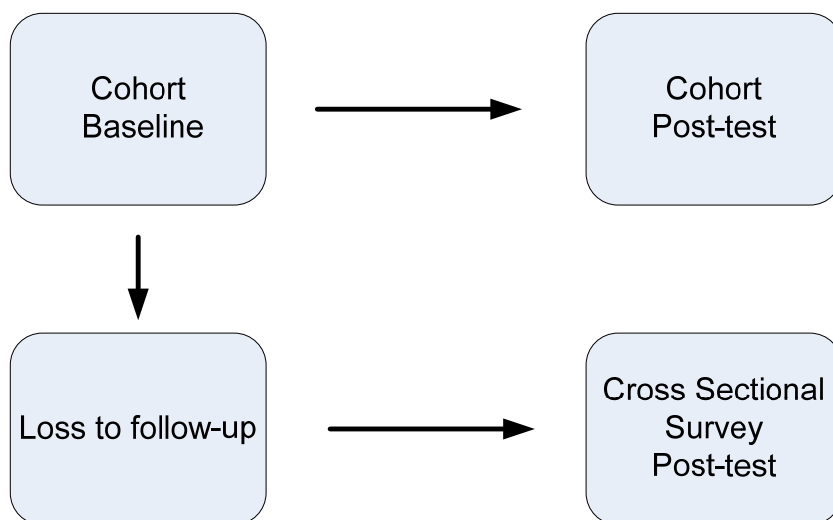 Cohort
Baseline
Cohort
Post-test
Loss to follow-up
Cross Sectional
Survey
Post-test